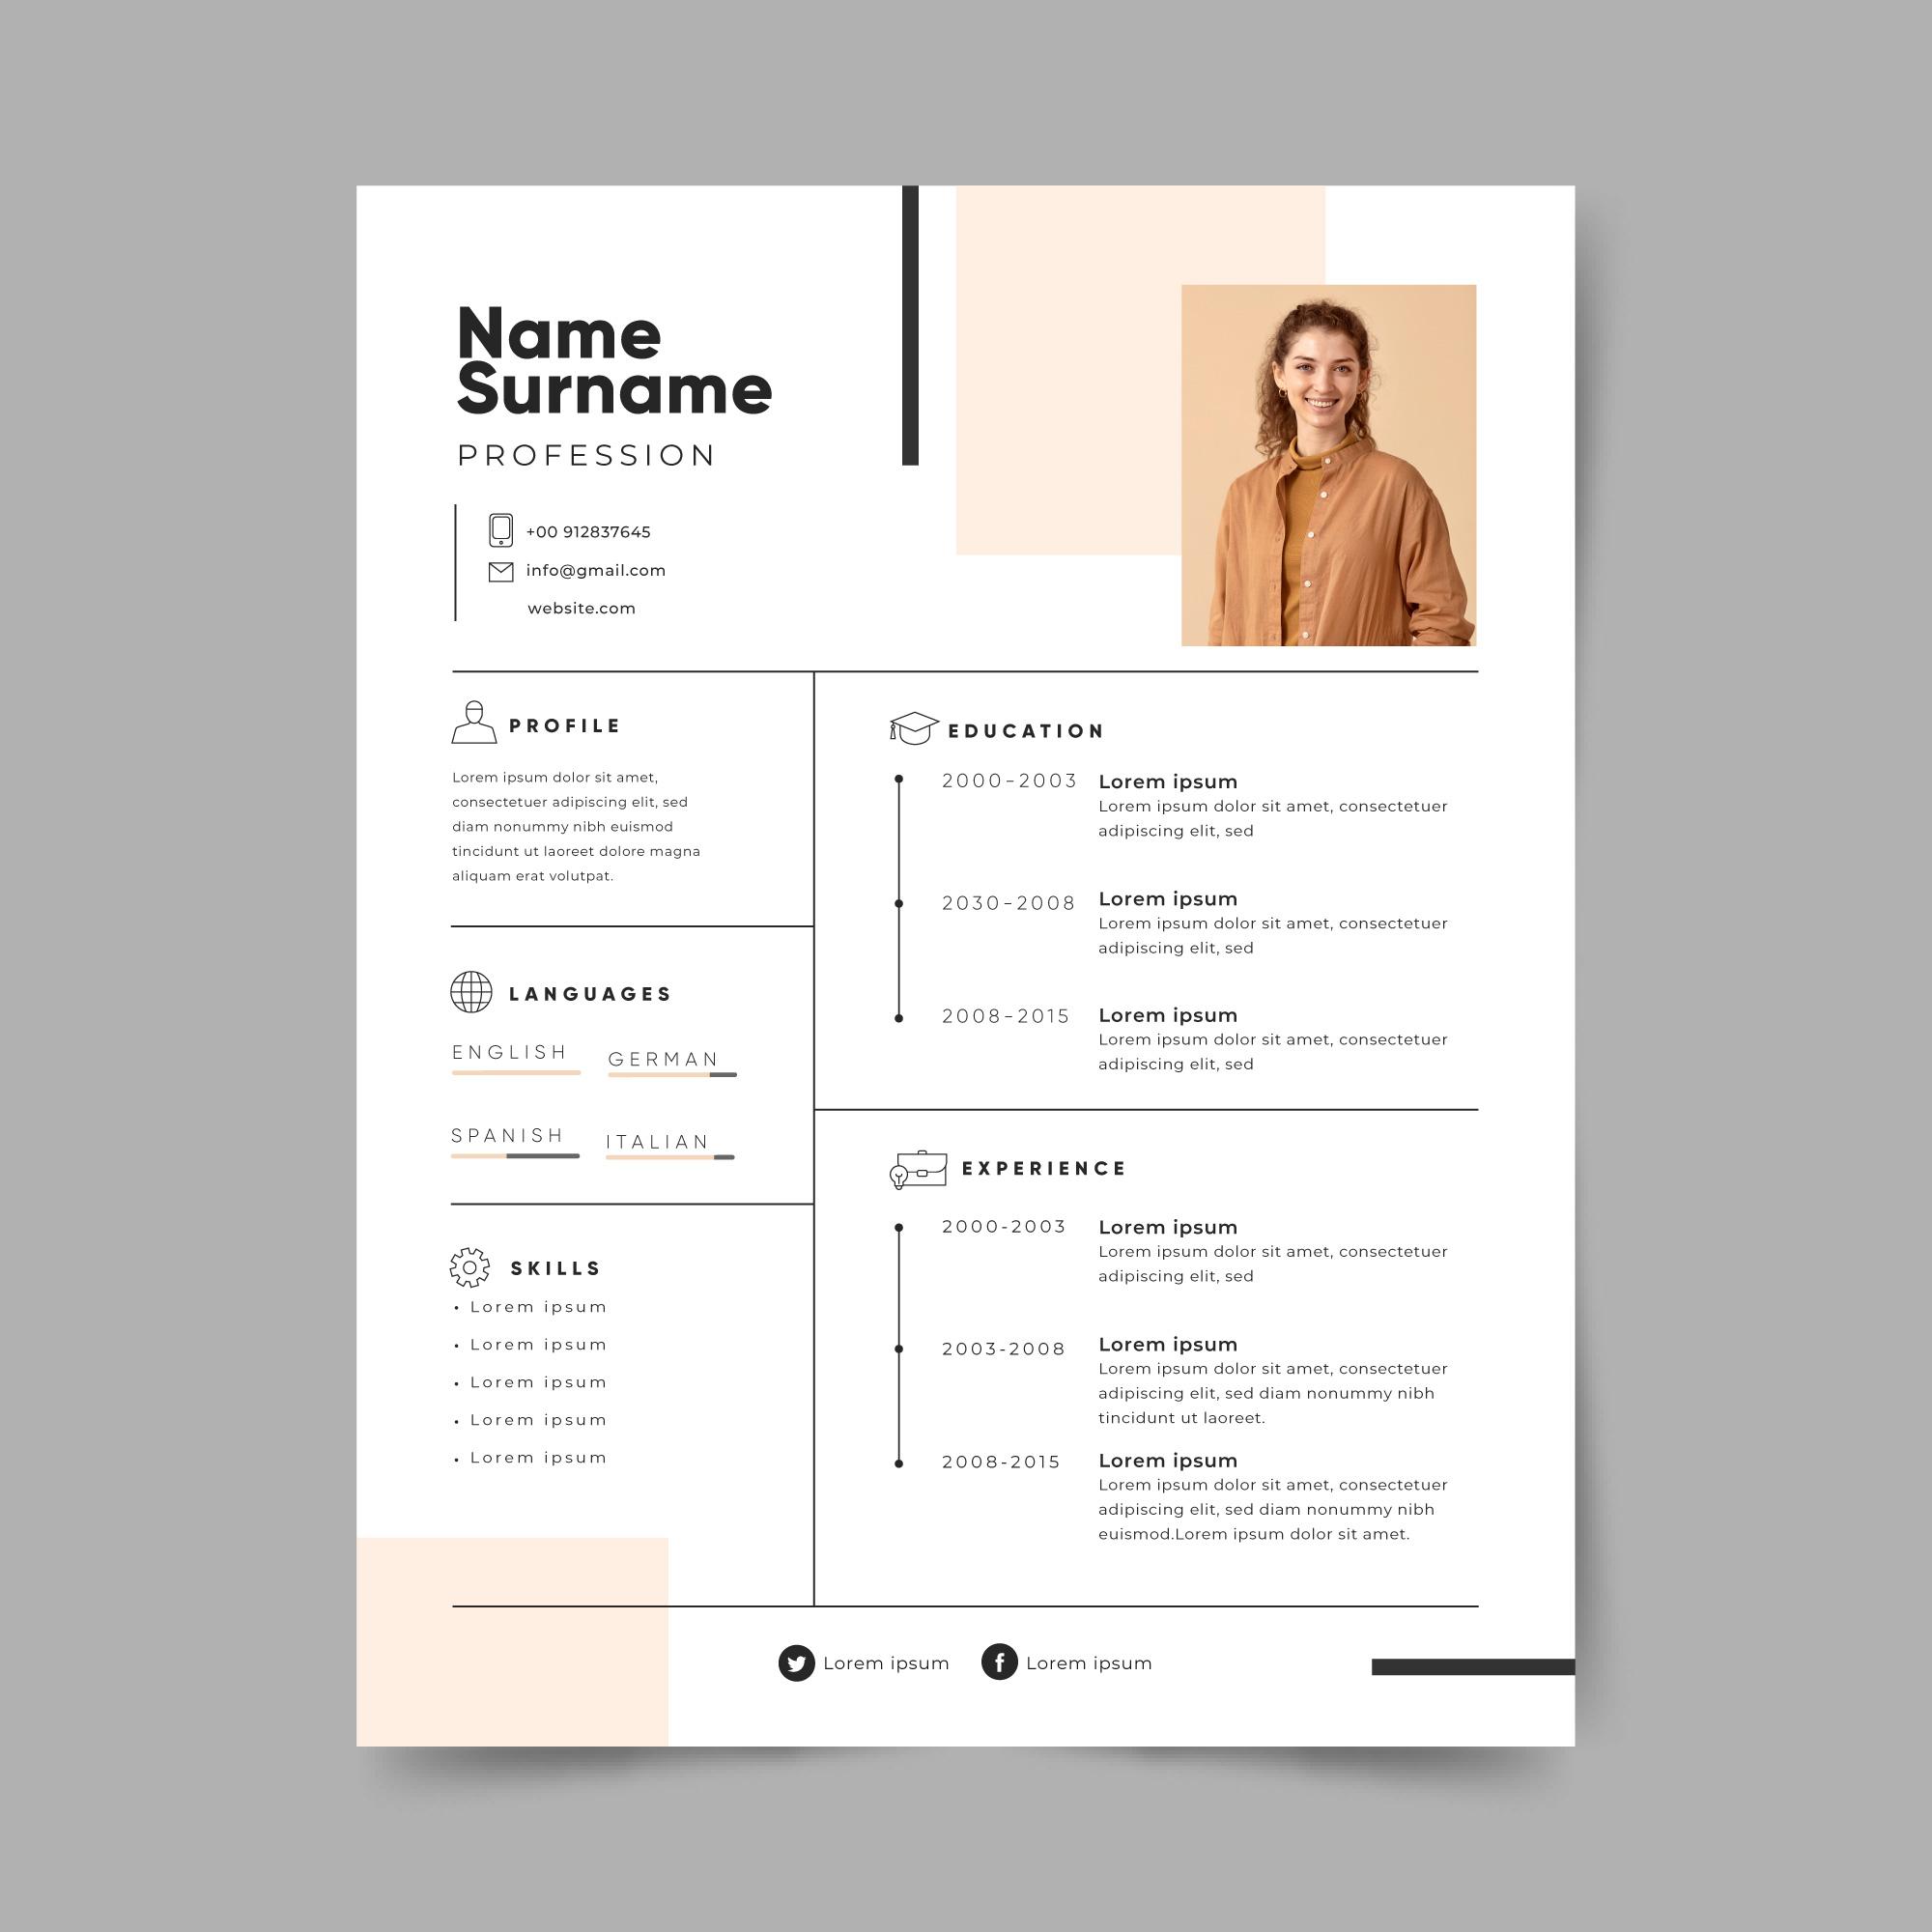 Name
Surname
PROFESSION
+00 912837645
info@gmail.com
website.com
PROFILE
Lorem ipsum dolor sit amet,
consectetuer adipiscing elit, sed
diam nonummy nibh euismod
tincidunt ut laoreet dolore magna
aliquam erat volutpat.
LANGUAGES
ENGLISH
GERMAN
SPANISH
ITALIAN
SKILLS
• Lorem ipsum
• Lorem ipsum
• Lorem ipsum
• Lorem ipsum
• Lorem ipsum
EDUCATION
2000-2003 Lorem ipsum
Lorem ipsum dolor sit amet, consectetuer
adipiscing elit, sed
2030-2008 Lorem ipsum
Lorem ipsum dolor sit amet, consectetuer
adipiscing elit, sed
2008-2015 Lorem ipsum
Lorem ipsum dolor sit amet, consectetuer
adipiscing elit, sed
EXPERIENCE
2000-2003 Lorem ipsum
Lorem ipsum dolor sit amet, consectetuer
adipiscing elit, sed
2003-2008 Lorem ipsum
Lorem ipsum dolor sit amet, consectetuer
adipiscing elit, sed diam nonummy nibh
tincidunt ut laoreet.
2008-2015 Lorem ipsum
Lorem ipsum dolor sit amet, consectetuer
adipiscing elit, sed diam nonummy nibh
euismod.Lorem ipsum dolor sit amet.
Lorem ipsum
Lorem ipsum